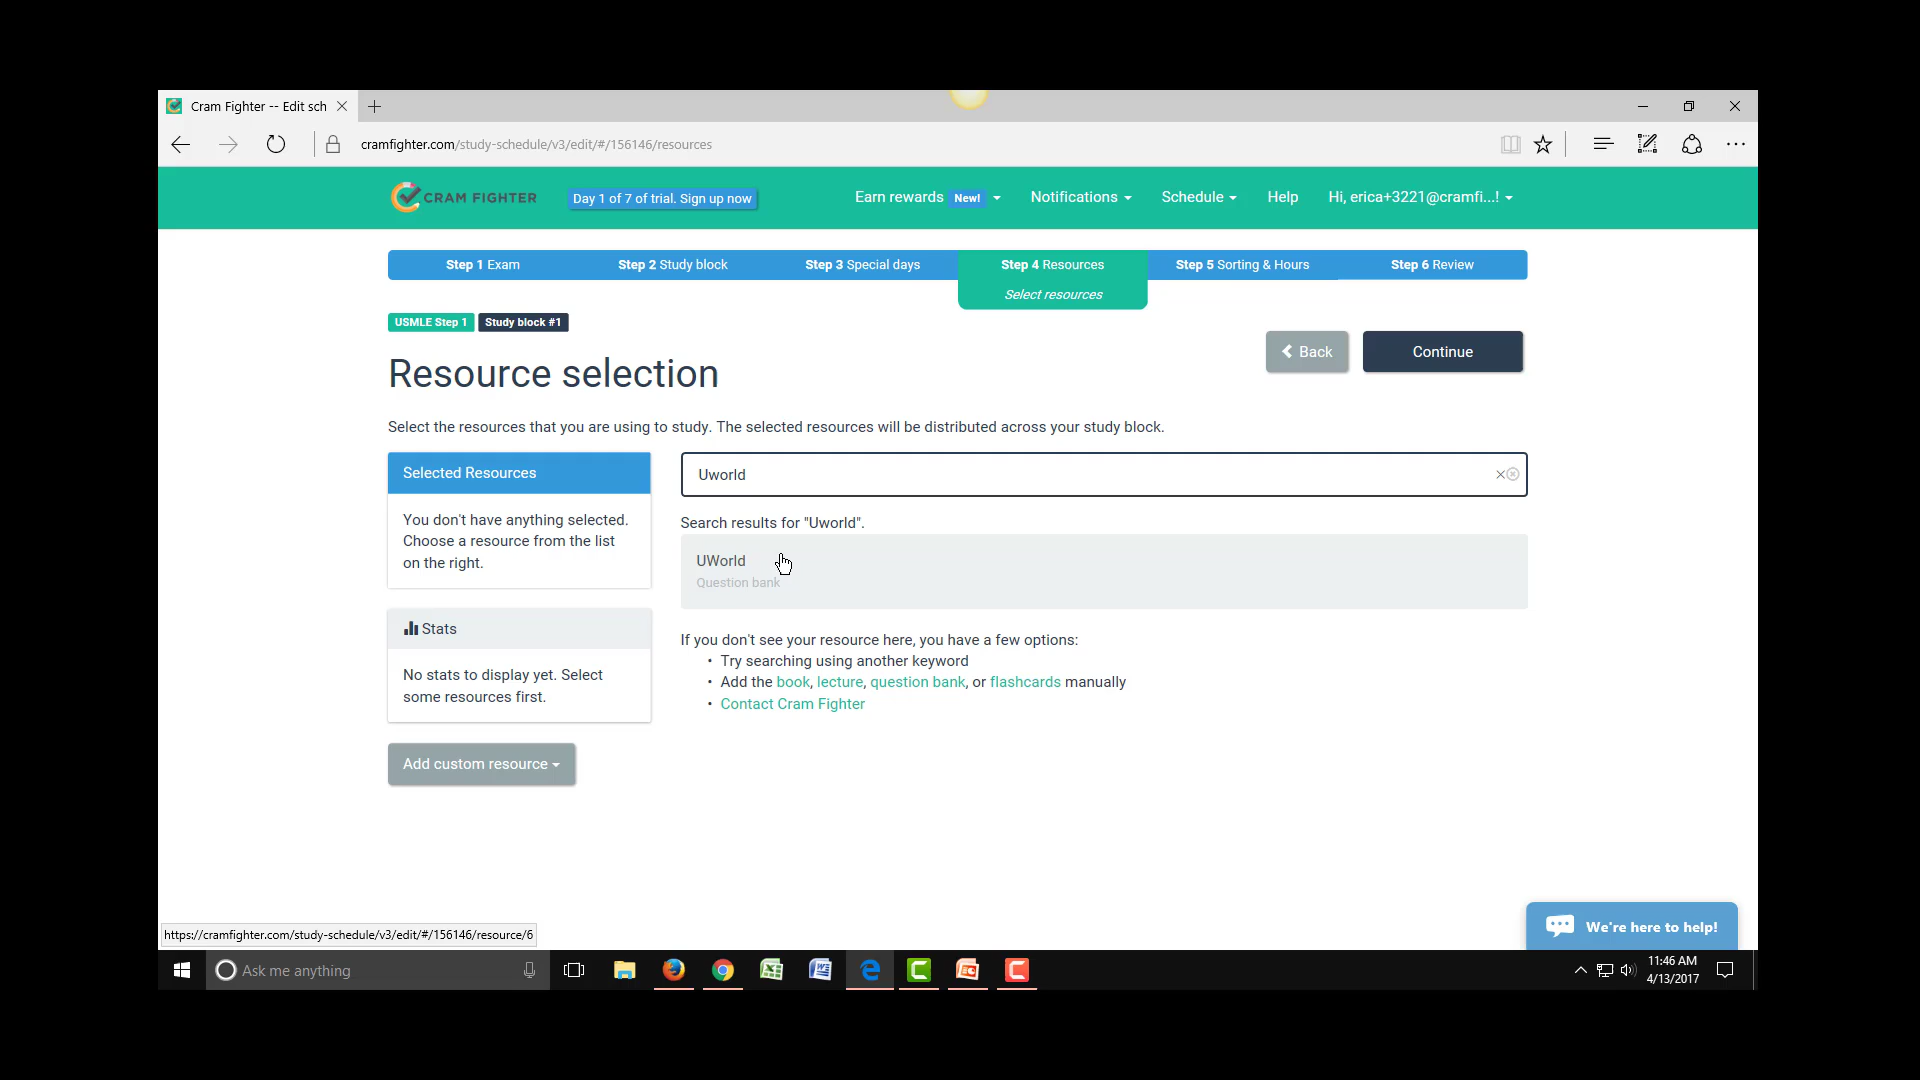 Cram Fighter -- Edit sch
cramfighter.com/study-schedule/v3/edit/#/156146/resources
CRAM FIGHTER
Day 1 of 7 of trial. Sign up now
Earn rewards New!
Notifications
Schedule
Help
Hi, erica+3221@cramfi...!
Step 1 Exam
Step 2 Study block
Step 3 Special days
Step 4 Resources
Select resources
Step 5 Sorting & Hours
Step 6 Review
USMLE Step 1
Study block #1
Resource selection
Back
Continue
Select the resources that you are using to study. The selected resources will be distributed across your study block.
Selected Resources
You don't have anything selected.
Choose a resource from the list
on the right.
Stats
No stats to display yet. Select
some resources first.
Add custom resource
Uworld
Search results for "Uworld".
UWorld
Question bank
If you don't see your resource here, you have a few options:
• Try searching using another keyword
• Add the book, lecture, question bank, or flashcards manually
• Contact Cram Fighter
We're here to help!
https://cramfighter.com/study-schedule/v3/edit/#/156146/resource/6
Ask me anything
11:46 AM
4/13/2017